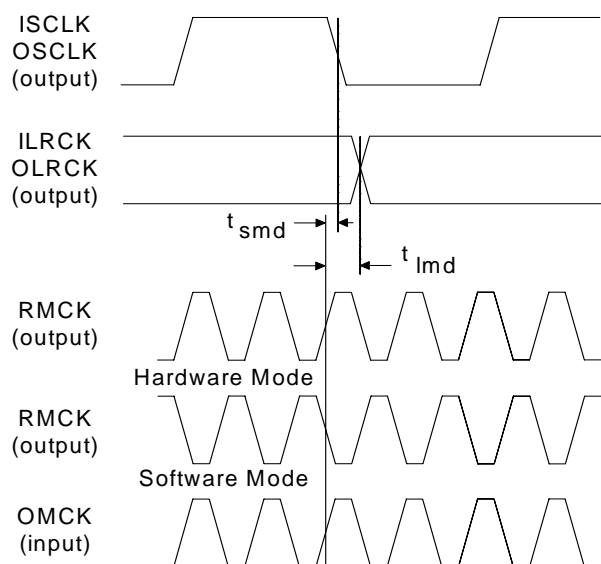 ISCLK
OSCLK
(output)
ILRCK
OLRCK
(output)
t smd
t lmd
RMCK
(output)
Hardware Mode
RMCK
(output)
Software Mode
OMCK
(input)